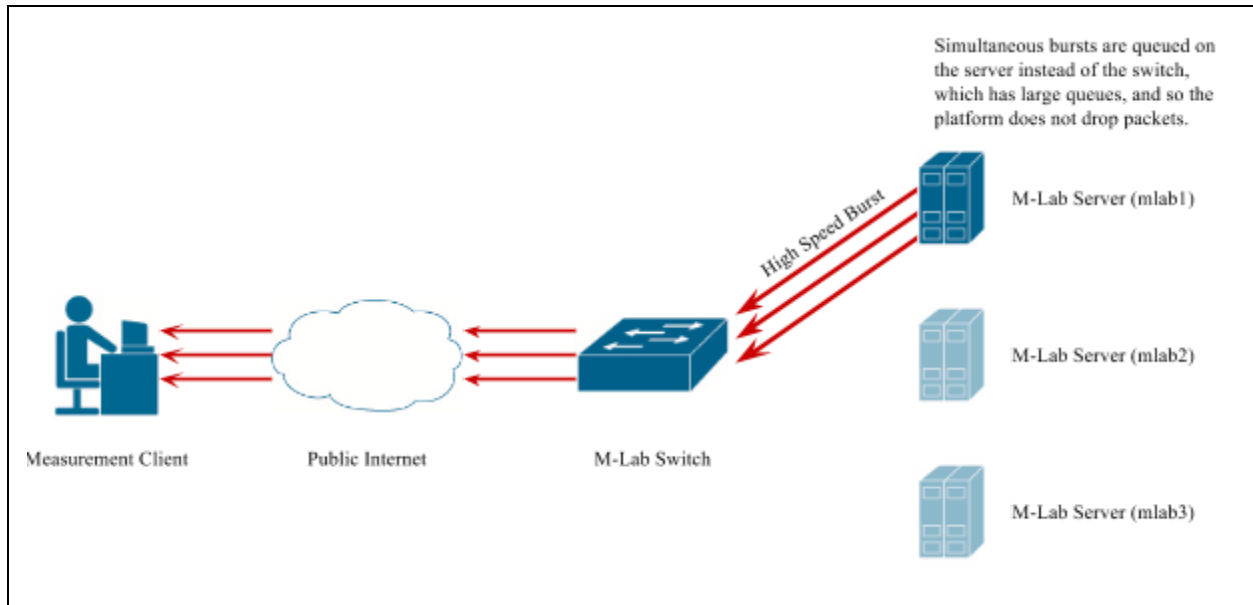 Simultaneous bursts are queued on
the server instead of the switch,
which has large queues, and so the
platform does not drop packets.
M-Lab Server (mlab1)
High Speed Burst
M-Lab Server (mlab2)
Measurement Client
Public Internet
M-Lab Switch
M-Lab Server (mlab3)